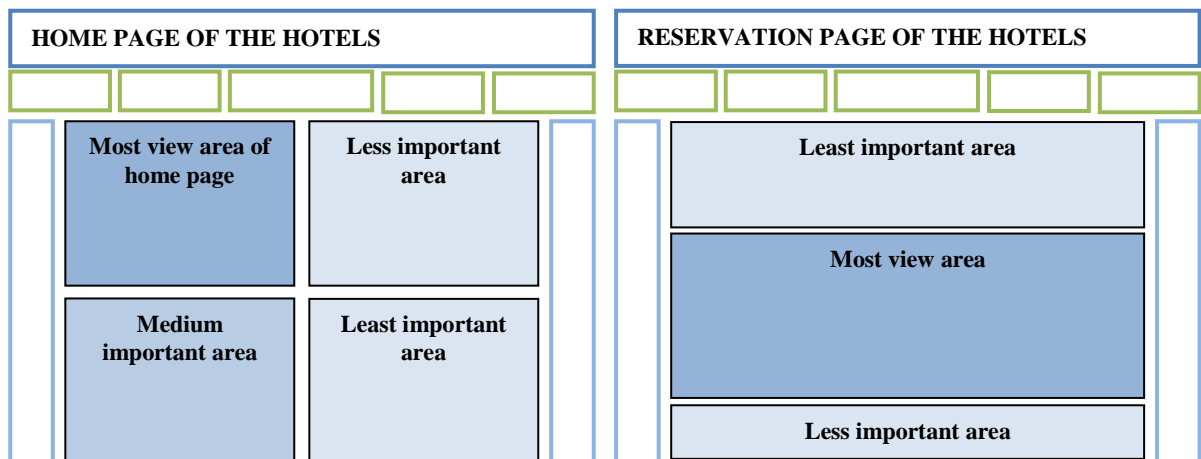 HOME PAGE OF THE HOTELS
Most view area of
home page
Less important
area
Medium
important area
Least important
area
RESERVATION PAGE OF THE HOTELS
Least important area
Most view area
Less important area